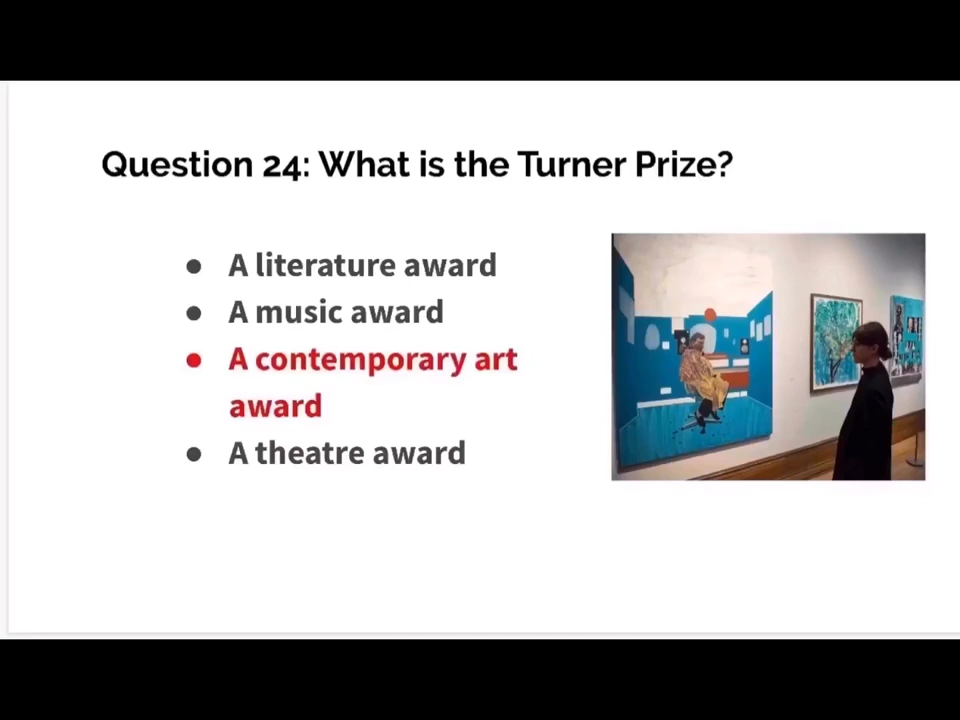 Question 24: What is the Turner Prize?
● A literature award
● A music award
● A contemporary art
award
● A theatre award